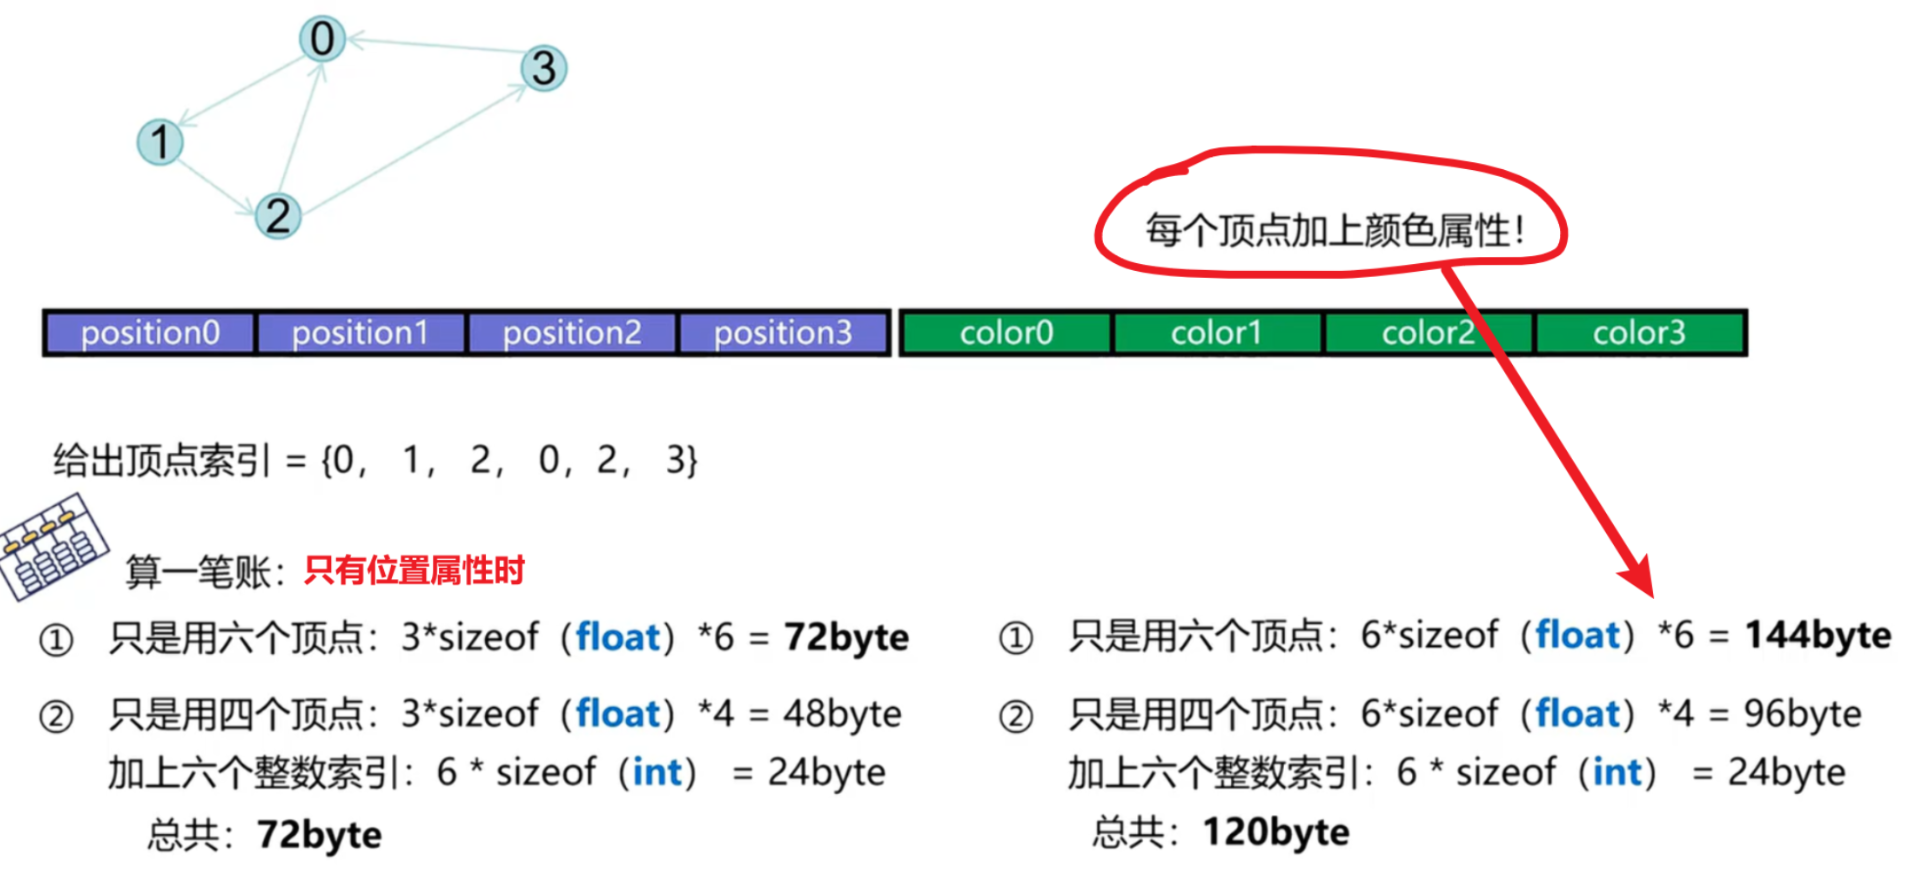 0
3
1
2
每个顶点加上颜色属性！
position0 position1 position2 position3 color0 color1 color2 color3
给出顶点索引 = {0， 1， 2， 0，2， 3}
算一笔账：只有位置属性时
① 只是用六个顶点：3*sizeof（float）*6 = 72byte
② 只是用四个顶点：3*sizeof（float）*4 = 48byte
加上六个整数索引：6 * sizeof（int） = 24byte
总共：72byte
① 只是用六个顶点：6*sizeof（float）*6 = 144byte
② 只是用四个顶点：6*sizeof（float）*4 = 96byte
加上六个整数索引：6 * sizeof（int） = 24byte
总共：120byte